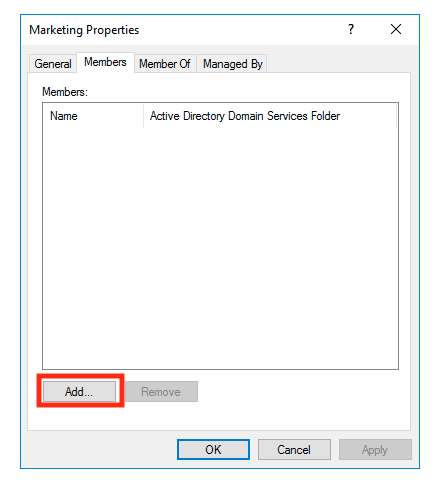 Marketing Properties ?
General Members Member Of Managed By
Members:
Name Active Directory Domain Services Folder
Add... Remove
OK Cancel Apply